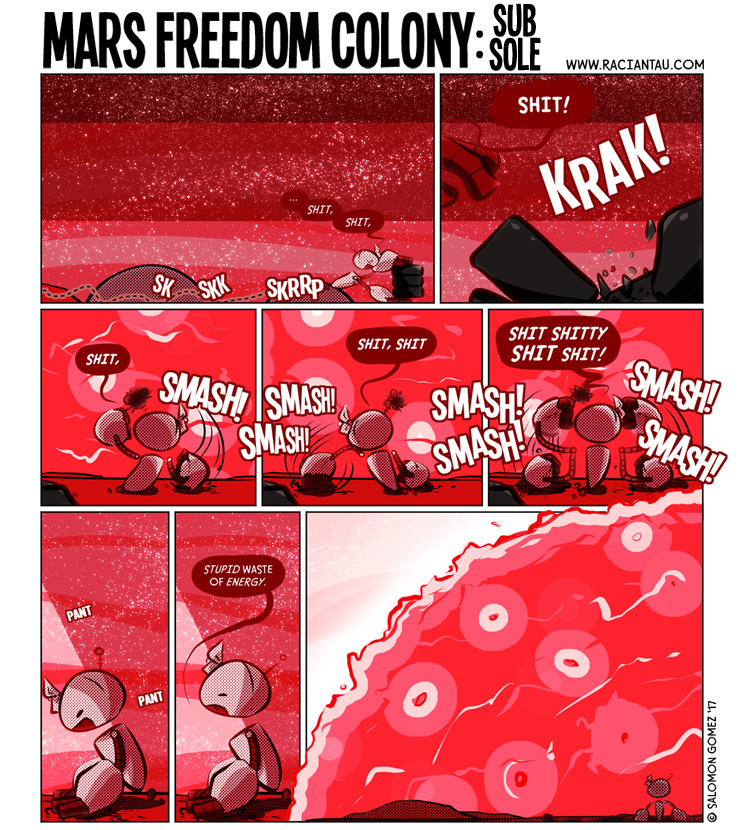 MARS FREEDOM COLONY: SUB SOLE
WWW.RACIANTAU.COM
...
SHIT,
SHIT,
SK
SKK
SKRRP
SHIT!
KRAK!
SHIT,
SMASH!
SHIT, SHIT
SMASH!
SMASH!
SMASH!
SMASH!
SHIT SHITTY
SHIT SHIT!
SMASH!
SMASH!
PANT
PANT
STUPID WASTE
OF ENERGY.
© SALOMON GOMEZ '17